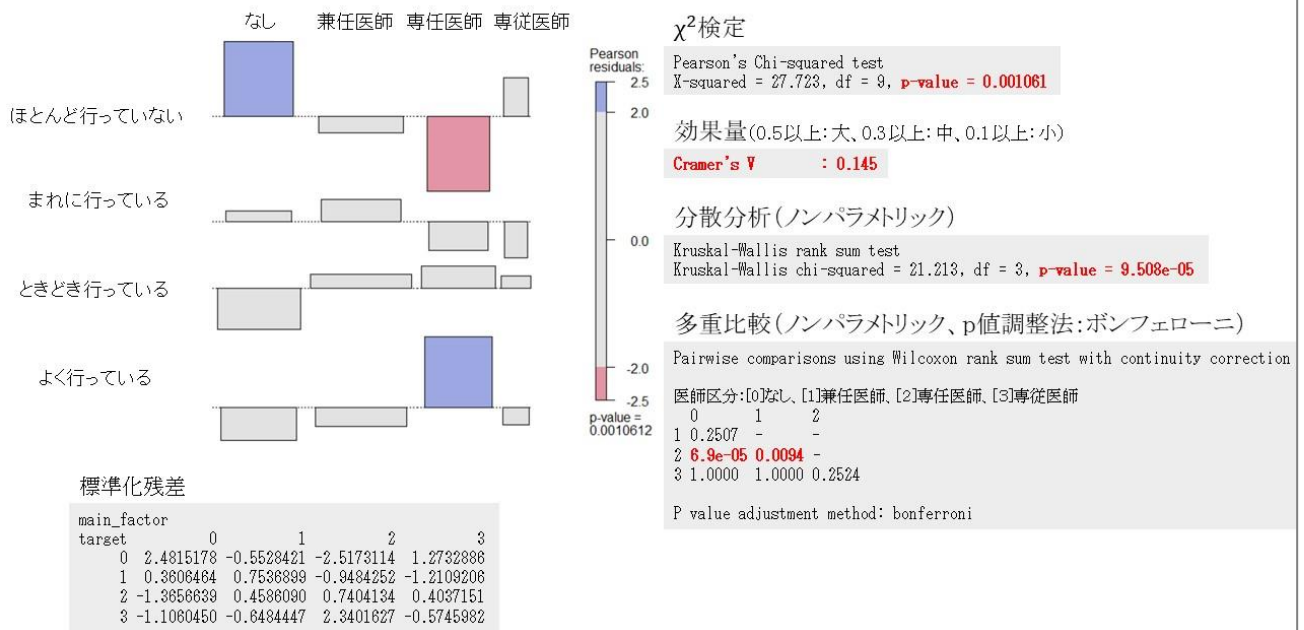 なし 兼任医師 専任医師 専従医師
ほとんど行っていない
まれに行っている
ときどき行っている
よく行っている
Pearson
residuals:
2.5
2.0
0.0
-2.0
-2.5
p-value =
0.0010612
標準化残差
main_factor
target 0 1 2 3
0 2.4815178 -0.5528421 -2.5173114 1.2732886
1 0.3606464 0.7536899 -0.9484252 -1.2109206
2 -1.3656639 0.4586090 0.7404134 0.4037151
3 -1.1060450 -0.6484447 2.3401627 -0.5745982
χ²検定
Pearson's Chi-squared test
X-squared = 27.723, df = 9, p-value = 0.001061
効果量(0.5以上:大、0.3以上:中、0.1以上:小)
Cramer's V : 0.145
分散分析(ノンパラメトリック)
Kruskal-Wallis rank sum test
Kruskal-Wallis chi-squared = 21.213, df = 3, p-value = 9.508e-05
多重比較(ノンパラメトリック、p値調整法:ボンフェローニ)
Pairwise comparisons using Wilcoxon rank sum test with continuity correction
医師区分:[0]なし、[1]兼任医師、[2]専任医師、[3]専従医師
0 1 2
1 0.2507 - -
2 6.9e-05 0.0094 -
3 1.0000 1.0000 0.2524
P value adjustment method: bonferroni